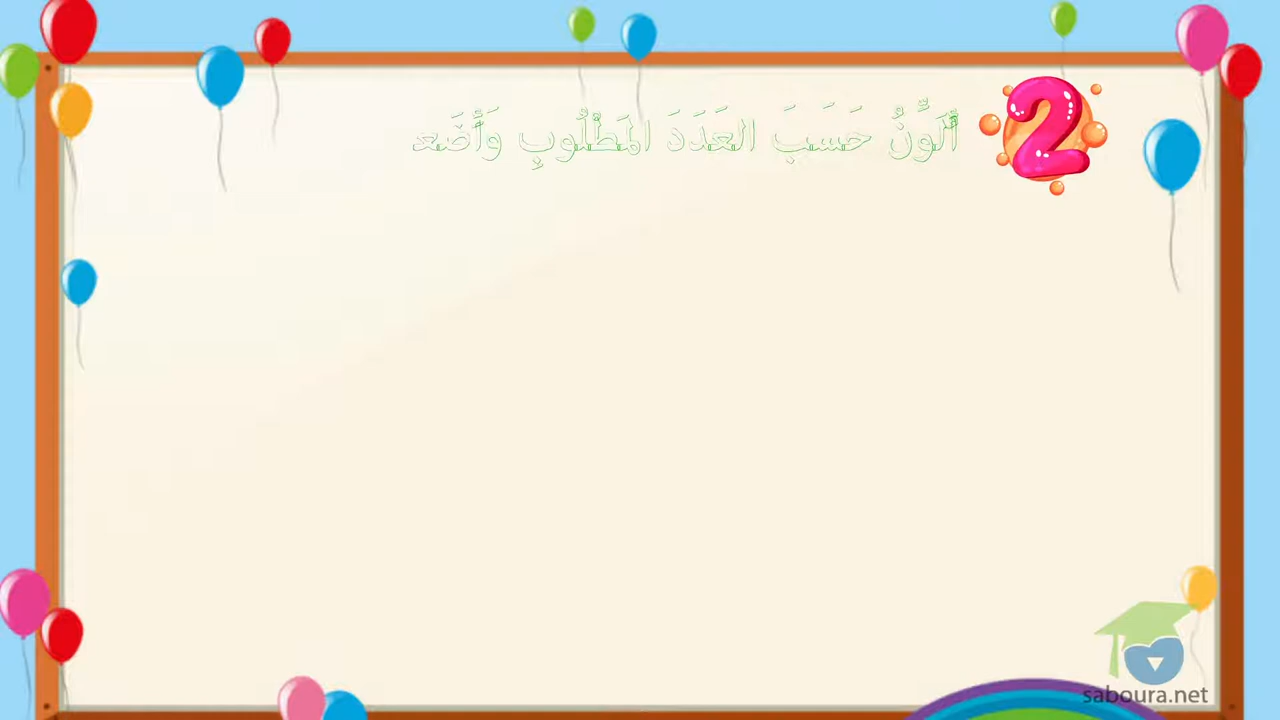 2
أُلَوِّنُ حَسَبَ العَدَدَ المَطْلُوبِ وَأَضَع
saboura.net